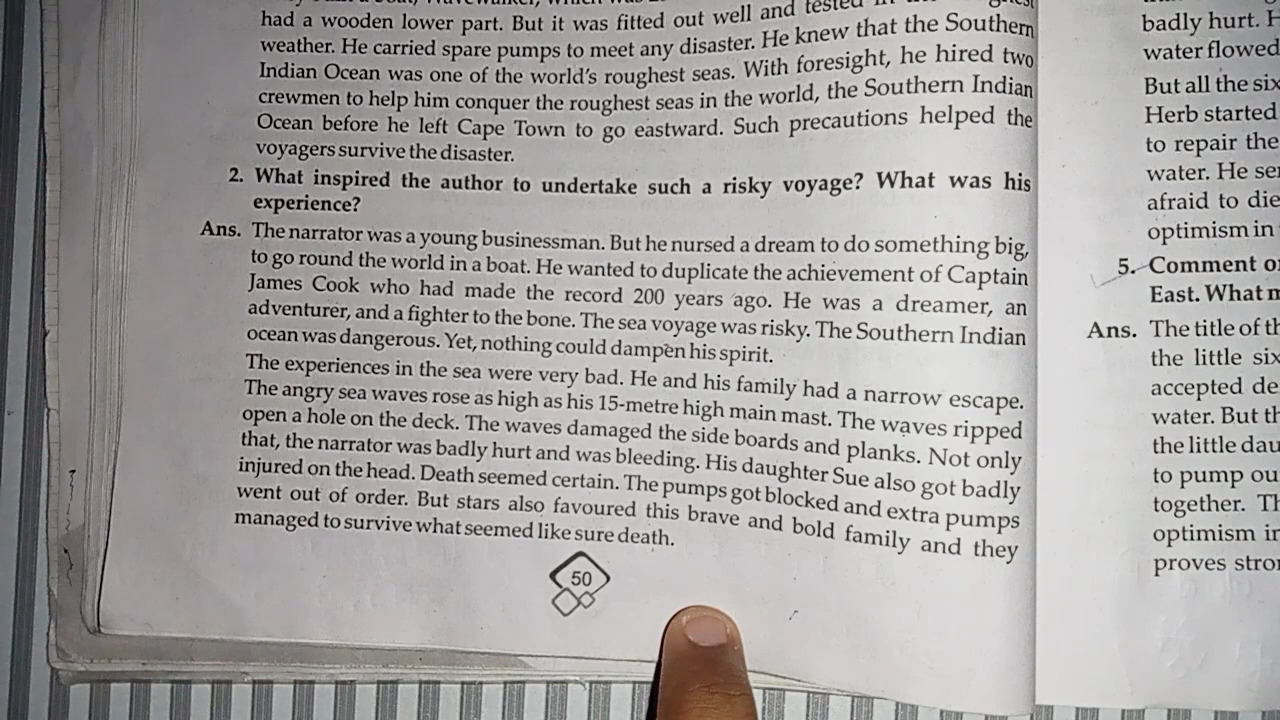 had a wooden lower part. But it was fitted out well and tested
weather. He carried spare pumps to meet any disaster. He knew that the Southern
Indian Ocean was one of the world's roughest seas. With foresight, he hired two
crewmen to help him conquer the roughest seas in the world, the Southern Indian
Ocean before he left Cape Town to go eastward. Such precautions helped the
voyagers survive the disaster.
2. What inspired the author to undertake such a risky voyage? What was his
experience?
Ans. The narrator was a young businessman. But he nursed a dream to do something big,
to go round the world in a boat. He wanted to duplicate the achievement of Captain
James Cook who had made the record 200 years ago. He was a dreamer, an
adventurer, and a fighter to the bone. The sea voyage was risky. The Southern Indian
ocean was dangerous. Yet, nothing could dampen his spirit.
The experiences in the sea were very bad. He and his family had a narrow escape.
The angry sea waves rose as high as his 15-metre high main mast. The waves ripped
open a hole on the deck. The waves damaged the side boards and planks. Not only
that, the narrator was badly hurt and was bleeding. His daughter Sue also got badly
injured on the head. Death seemed certain. The pumps got blocked and extra pumps
went out of order. But stars also favoured this brave and bold family and they
managed to survive what seemed like sure death.
50
badly hurt.
water flowed
But all the six
Herb started
to repair the
water. He
afraid to die
optimism in
5. Comment
East. What
Ans. The title of
the little six
accepted
water. But
the little
to pump
together.
optimism
proves